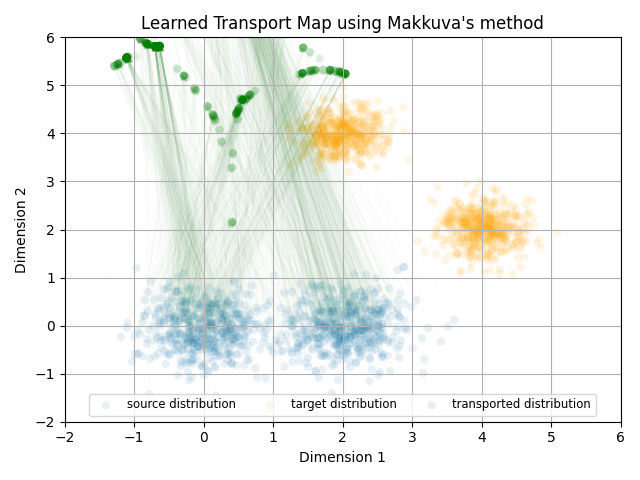 Learned Transport Map using Makkuva's method
6
5
4
3
2
1
0
−1
−2
Dimension 2
source distribution target distribution transported distribution
−2 −1 0 1 2 3 4 5 6
Dimension 1